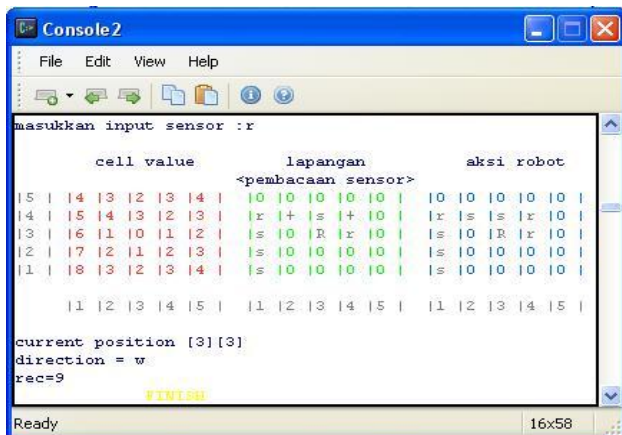 Console2
File Edit View Help
masukkan input sensor :r
cell value lapangan aksi robot
<pembacaan sensor>
|5 | |4 |3 |2 |3 |4 | |0 |0 |0 |0 |0 | |0 |0 |0 |0 |0 |
|4 | |5 |4 |3 |2 |3 | |r |+ |s |+ |0 | |r |s |s |r |0 |
|3 | |6 |1 |0 |1 |2 | |s |0 |R |r |0 | |s |0 |R |r |0 |
|2 | |7 |2 |1 |2 |3 | |s |0 |0 |0 |0 | |s |0 |0 |0 |0 |
|1 | |8 |3 |2 |3 |4 | |s |0 |0 |0 |0 | |s |0 |0 |0 |0 |
|1 |2 |3 |4 |5 | |1 |2 |3 |4 |5 | |1 |2 |3 |4 |5 |
current position [3][3]
direction = w
rec=9
FINISH
Ready 16x58